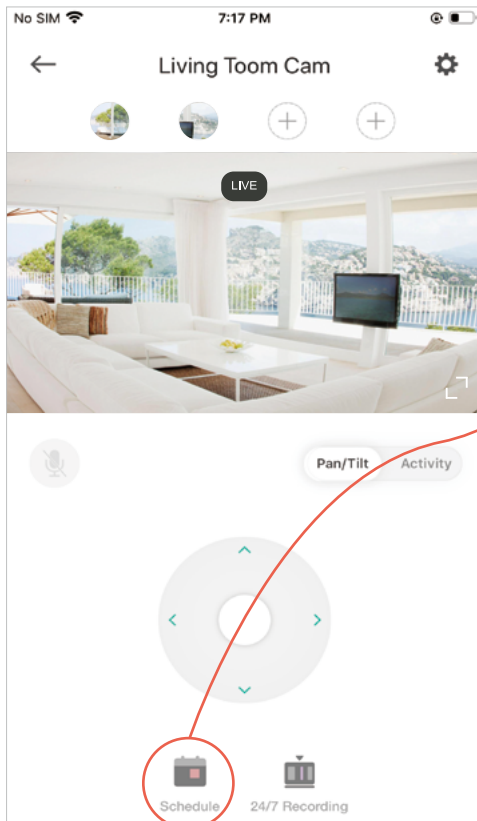 No SIM 7:17 PM
Living Toom Cam
LIVE
Pan/Tilt Activity
Schedule 24/7 Recording